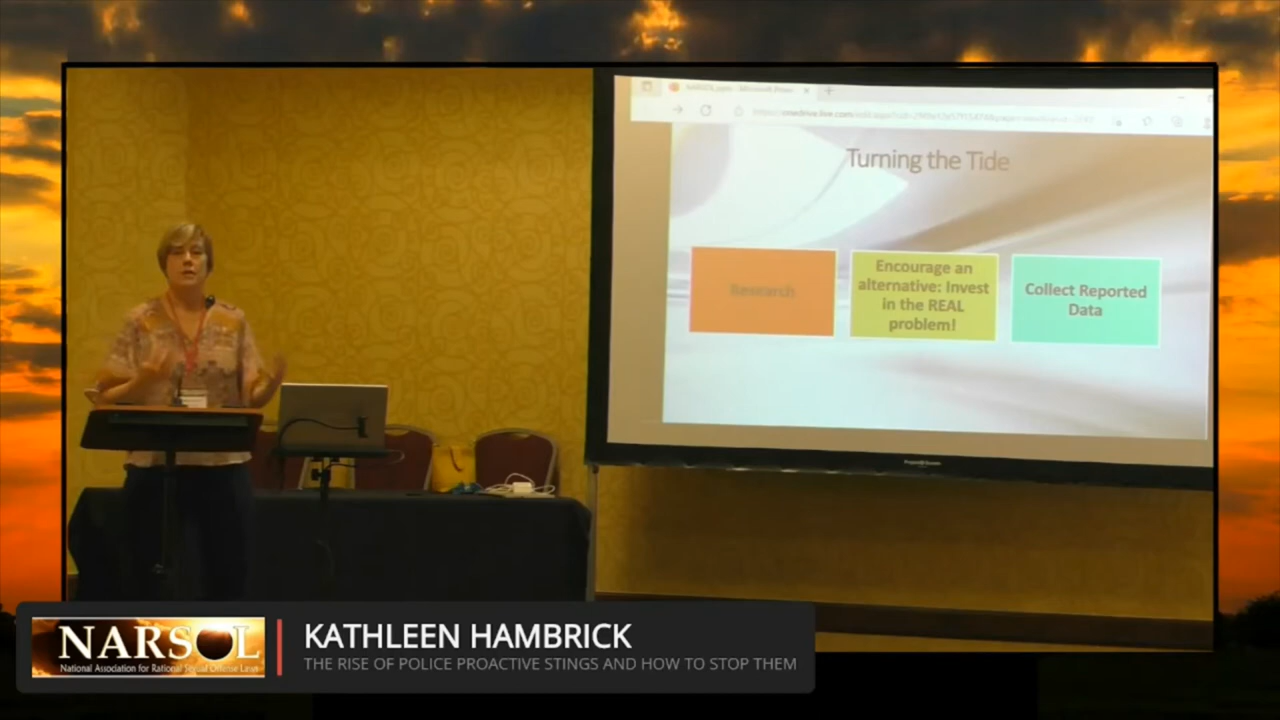 Turning the Tide
Research
Encourage an
alternative: Invest
in the REAL
problem!
Collect Reported
Data
NARSOL
National Association for Rational Sexual Offense Laws
KATHLEEN HAMBRICK
THE RISE OF POLICE PROACTIVE STINGS AND HOW TO STOP THEM